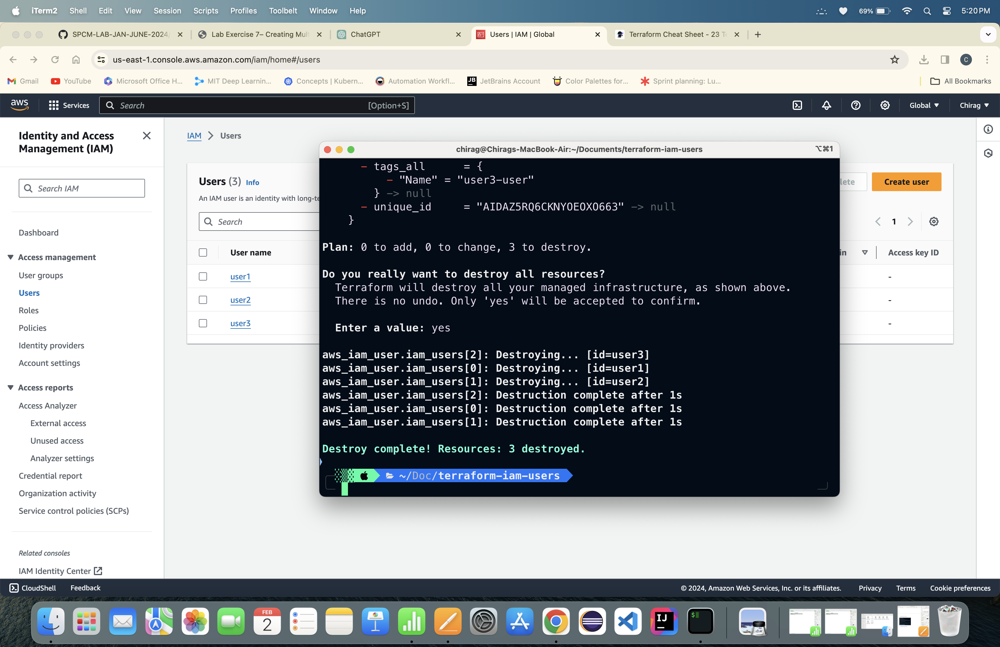 iTerm2 Shell Edit View Session Scripts Profiles Toolbelt Window Help 69% 5:20 PM
SPCM-LAB-JAN-JUNE-2024/ Lab Exercise 7– Creating Mul ChatGPT Users | IAM | Global Terraform Cheat Sheet - 23 Te
us-east-1.console.aws.amazon.com/iam/home#/users C
Gmail YouTube Microsoft Office H... MIT Deep Learnin... Concepts | Kubern... Automation Workfl... JB JetBrains Account Color Palettes for... Sprint planning: Lu... All Bookmarks
aws Services Search [Option+S] Global Chirag
Identity and Access
Management (IAM)
Search IAM
Dashboard
Access management
User groups
Users
Roles
Policies
Identity providers
Account settings
Access reports
Access Analyzer
External access
Unused access
Analyzer settings
Credential report
Organization activity
Service control policies (SCPs)
Related consoles
IAM Identity Center
IAM > Users
Users (3) Info
An IAM user is an identity with long-te
lete Create user
Search
1
User name
in Access key ID
user1 -
user2 -
user3 -
chirag@Chirags-MacBook-Air:~/Documents/terraform-iam-users ⌥⌘1
- tags_all = {
- "Name" = "user3-user"
} -> null
- unique_id = "AIDAZ5RQ6CKNYOEOXO663" -> null
}
Plan: 0 to add, 0 to change, 3 to destroy.
Do you really want to destroy all resources?
Terraform will destroy all your managed infrastructure, as shown above.
There is no undo. Only 'yes' will be accepted to confirm.
Enter a value: yes
aws_iam_user.iam_users[2]: Destroying... [id=user3]
aws_iam_user.iam_users[0]: Destroying... [id=user1]
aws_iam_user.iam_users[1]: Destroying... [id=user2]
aws_iam_user.iam_users[2]: Destruction complete after 1s
aws_iam_user.iam_users[0]: Destruction complete after 1s
aws_iam_user.iam_users[1]: Destruction complete after 1s
Destroy complete! Resources: 3 destroyed.
~/Doc/terraform-iam-users
CloudShell Feedback © 2024, Amazon Web Services, Inc. or its affiliates. Privacy Terms Cookie preferences
FEB
2
IJ
$